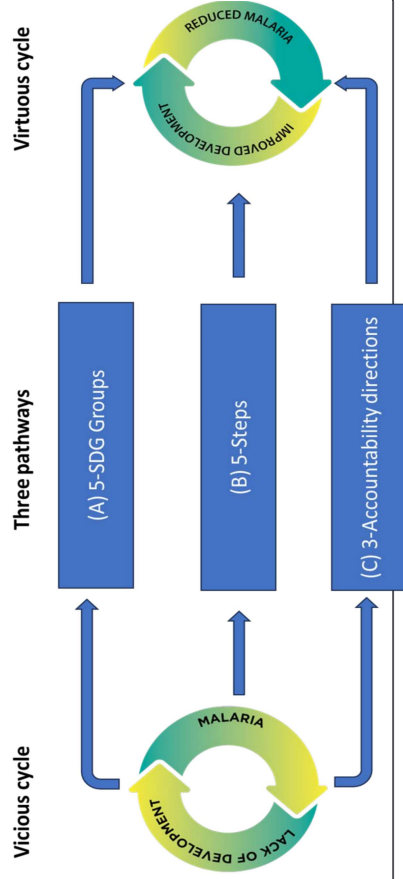 Vicious cycle
Three pathways
Virtuous cycle
MALARIA
LACK OF DEVELOPMENT
(A) 5-SDG Groups
(B) 5-Steps
(C) 3-Accountability directions
REDUCED MALARIA
IMPROVED DEVELOPMENT